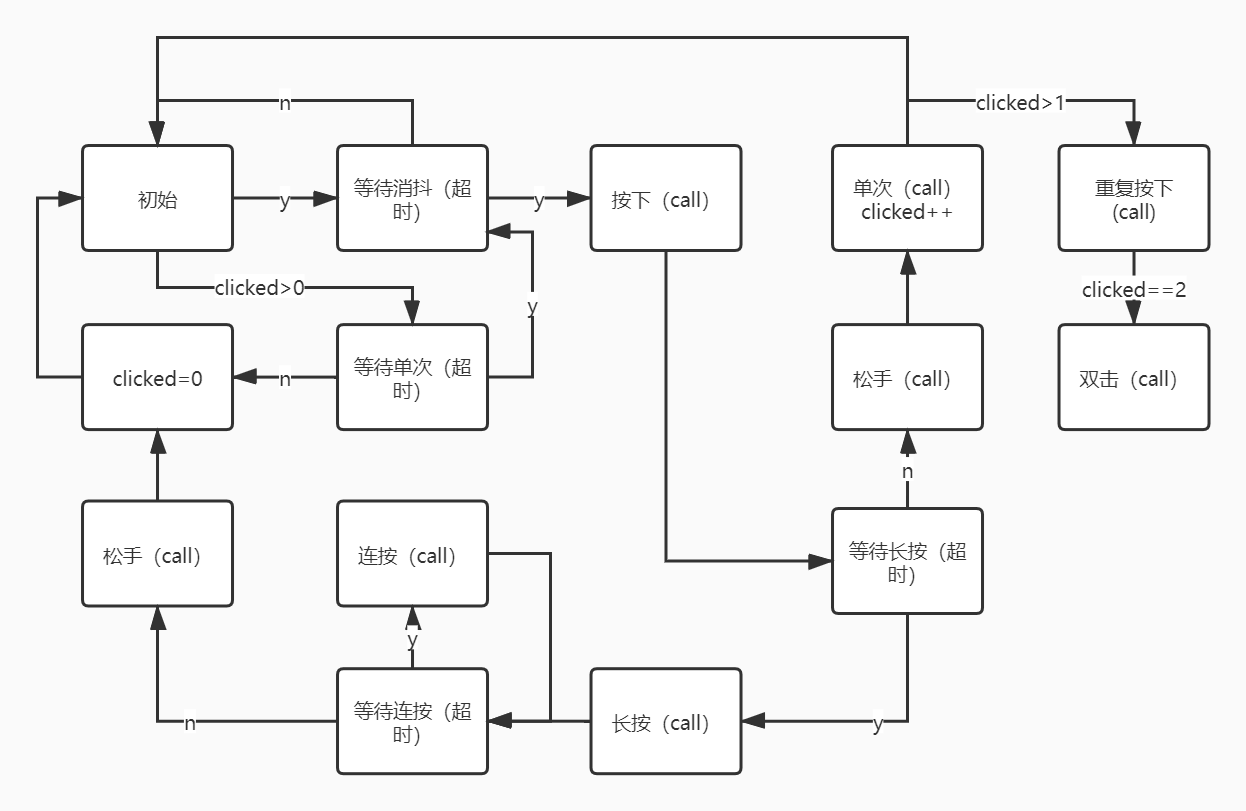 n
clicked>1
初始
y
等待消抖（超
时）
y
按下（call）
单次（call）
clicked++
重复按下
(call)
clicked>0
y
clicked==2
clicked=0
n
等待单次（超
时）
松手（call）
双击（call）
n
松手（call）
连按（call）
等待长按（超
时）
y
n
等待连按（超
时）
长按（call）
y